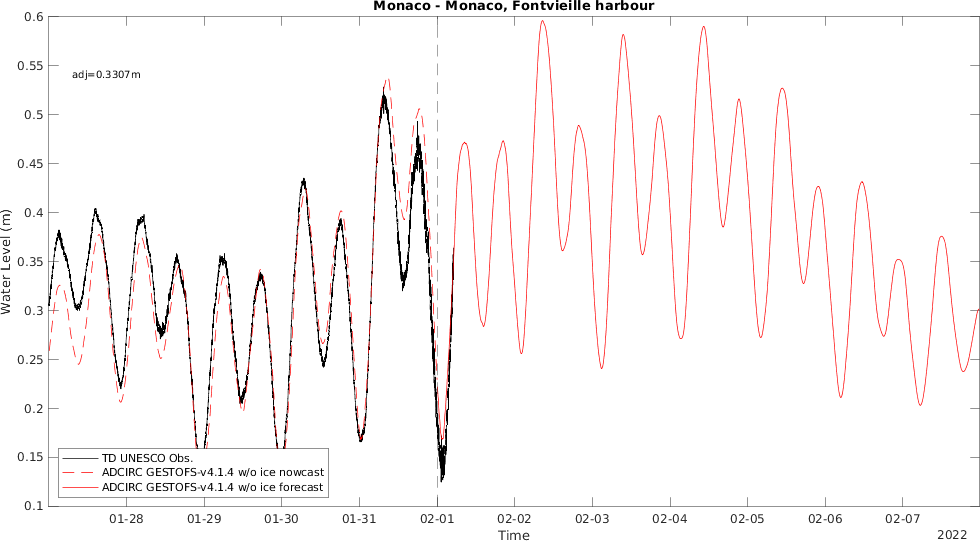 Monaco - Monaco, Fontvieille harbour
0.6
0.55
adj=0.3307m
0.5
0.45
0.4
0.35
0.3
0.25
0.2
0.15
0.1
Water Level (m)
TD UNESCO Obs.
ADCIRC GESTOFS-v4.1.4 w/o ice nowcast
ADCIRC GESTOFS-v4.1.4 w/o ice forecast
01-28 01-29 01-30 01-31 02-01 02-02 02-03 02-04 02-05 02-06 02-07
Time
2022